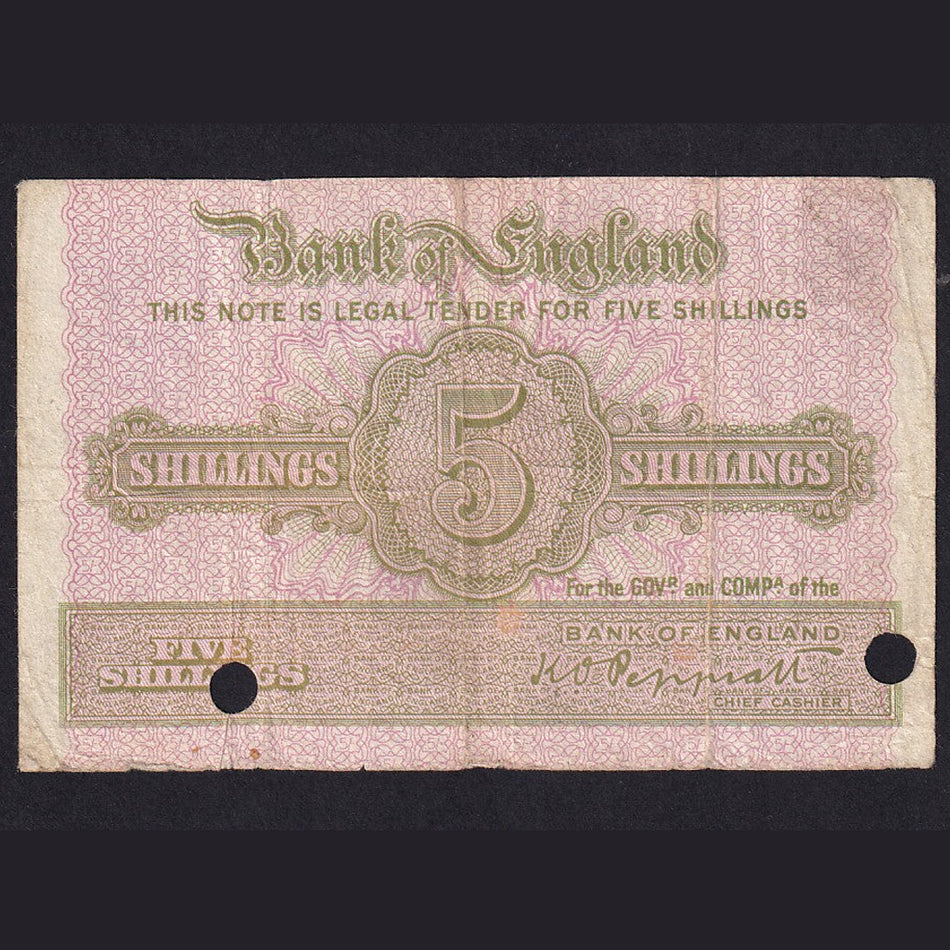 Bank of England
THIS NOTE IS LEGAL TENDER FOR FIVE SHILLINGS
SHILLINGS 5 SHILLINGS
For the GOVR and COMPA of the
BANK OF ENGLAND
FIVE
SHILLINGS
K O Peppiatt
CHIEF CASHIER